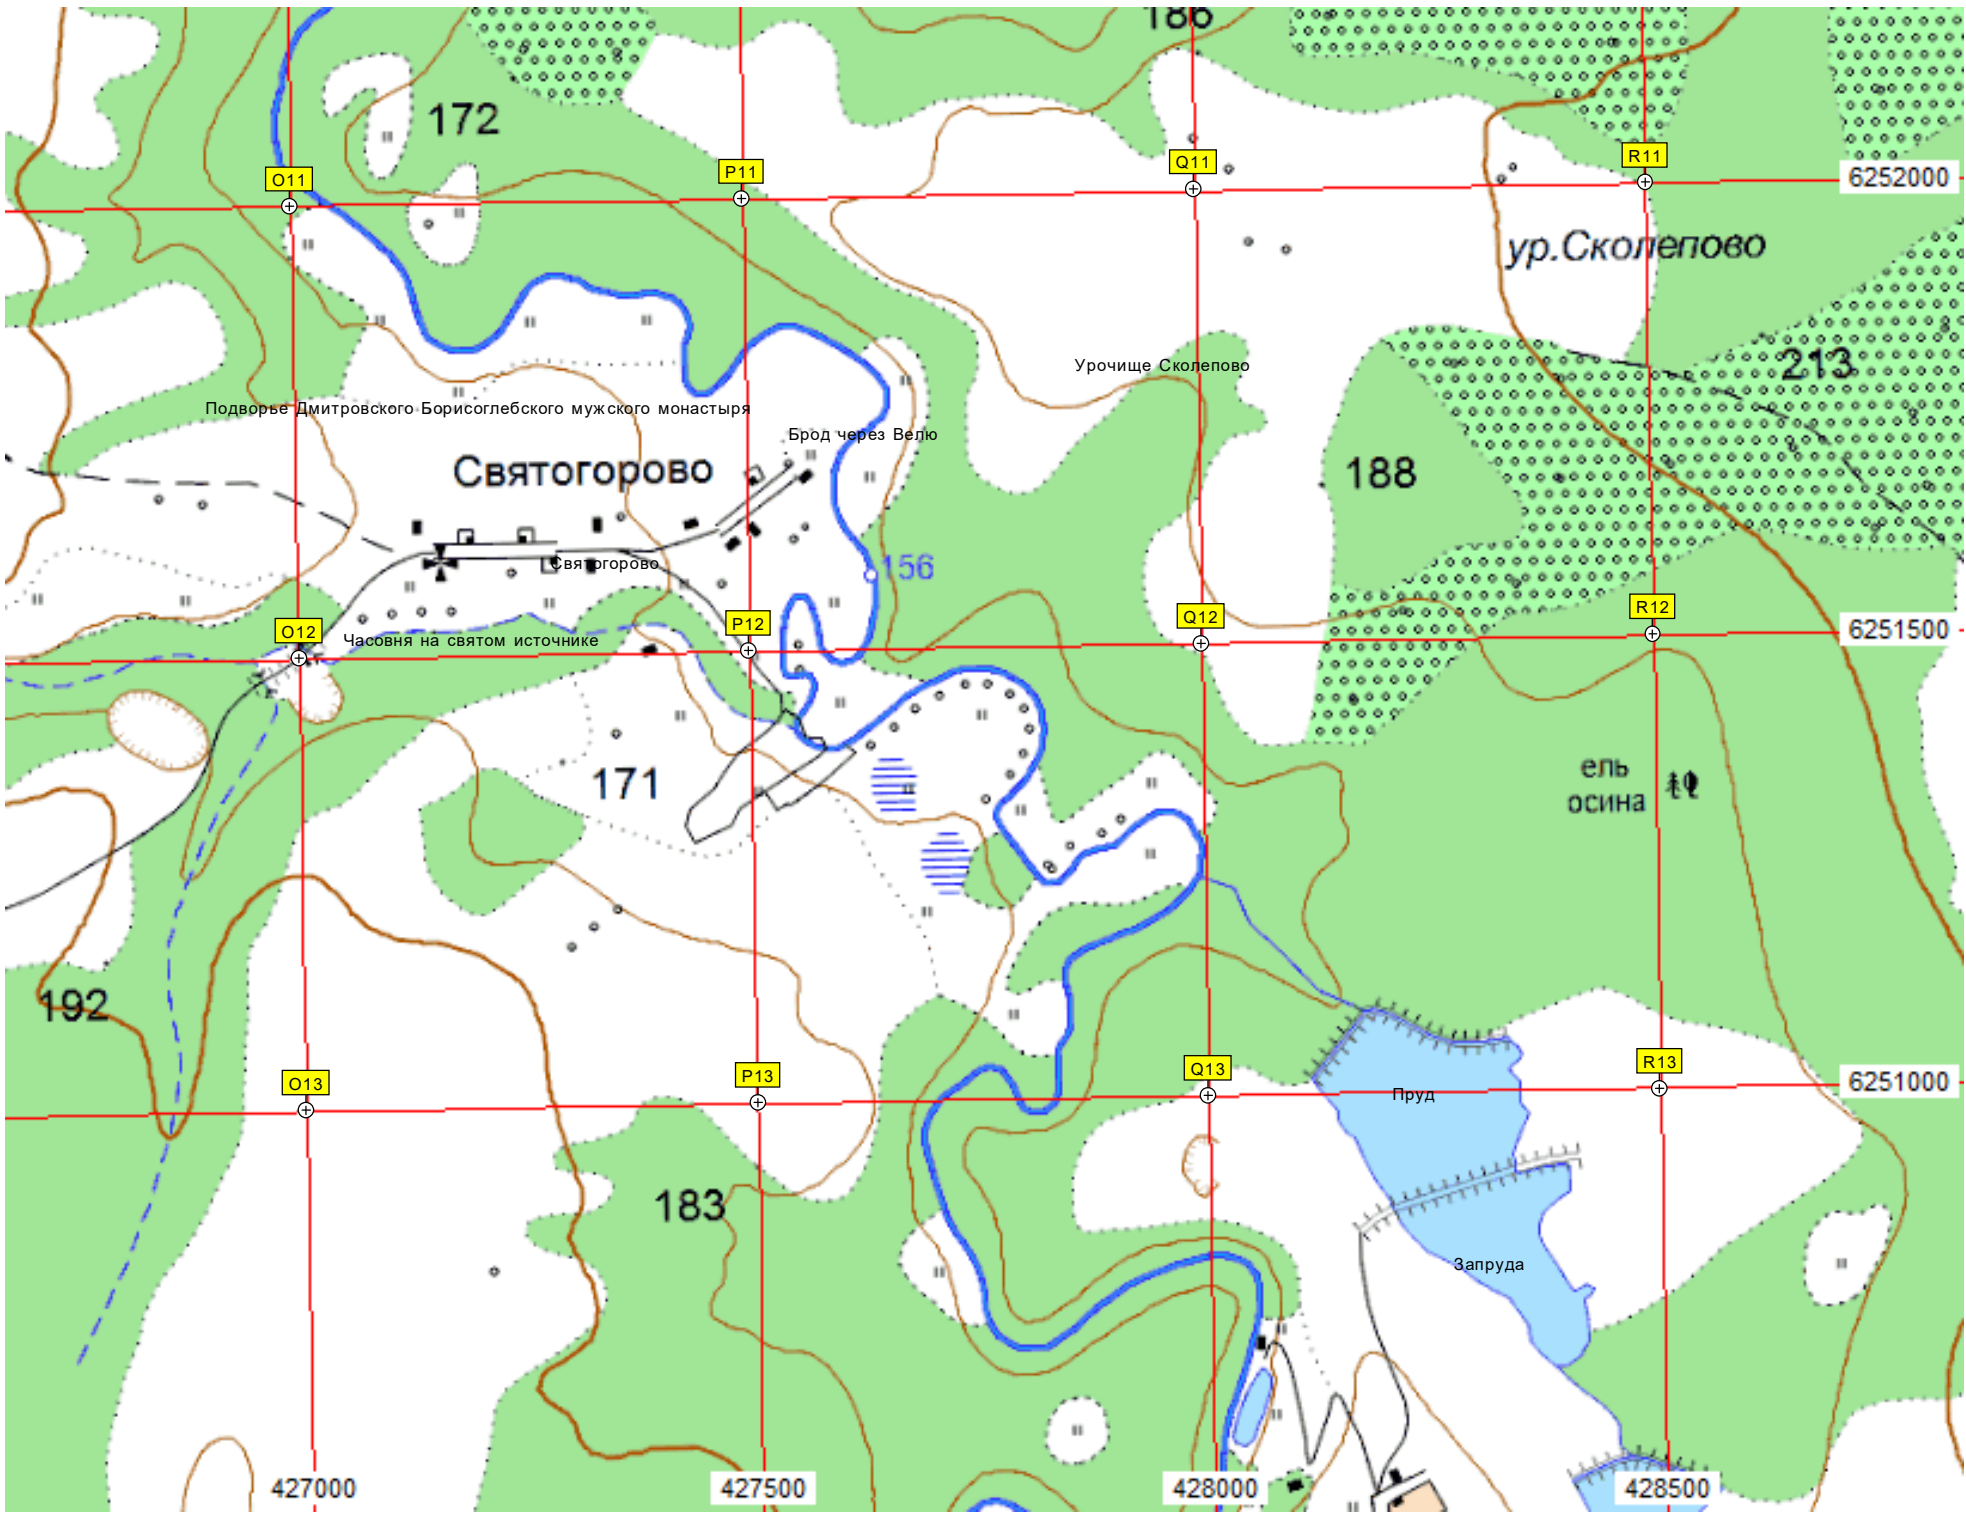 186
172
O11
P11
Q11
R11
6252000
ур.Сколепово
Урочище Сколепово
213
Подворье Дмитровского Борисоглебского мужского монастыря
Брод через Велю
Святогорово
188
156
Святогорово
O12
P12
Q12
R12
6251500
Часовня на святом источнике
171
ель
осина
192
O13
P13
Q13
R13
6251000
Пруд
183
Запруда
427000
427500
428000
428500